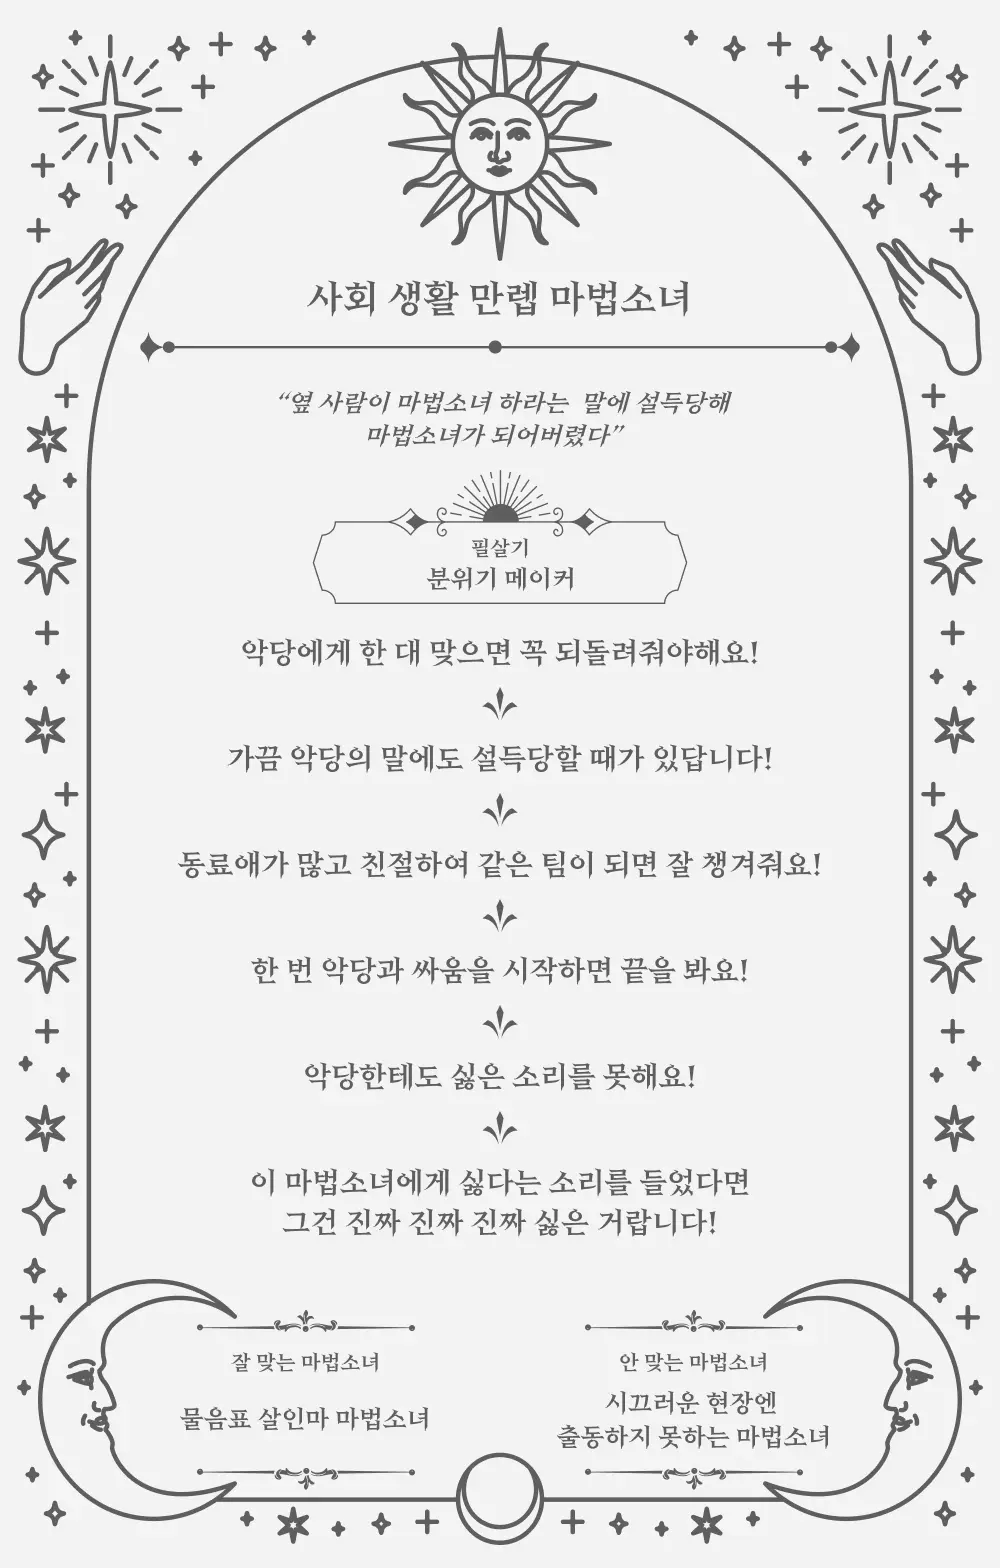 사회 생활 만렙 마법소녀
“옆 사람이 마법소녀 하라는 말에 설득당해
마법소녀가 되어버렸다”
필살기
분위기 메이커
악당에게 한 대 맞으면 꼭 되돌려줘야해요!
가끔 악당의 말에도 설득당할 때가 있답니다!
동료애가 많고 친절하여 같은 팀이 되면 잘 챙겨줘요!
한 번 악당과 싸움을 시작하면 끝을 봐요!
악당한테도 싫은 소리를 못해요!
이 마법소녀에게 싫다는 소리를 들었다면
그건 진짜 진짜 진짜 싫은 거랍니다!
잘 맞는 마법소녀
물음표 살인마 마법소녀
안 맞는 마법소녀
시끄러운 현장엔
출동하지 못하는 마법소녀